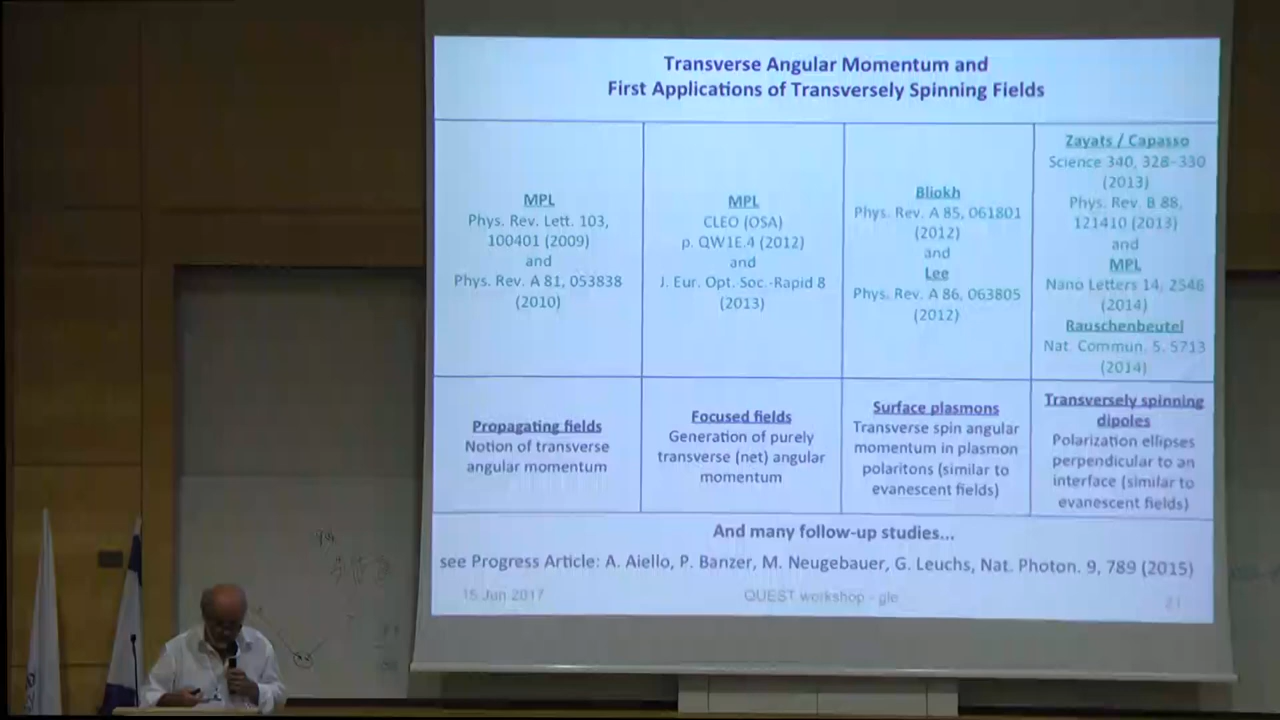 Transverse Angular Momentum and
First Applications of Transversely Spinning Fields
MPL
Phys. Rev. Lett. 103,
100401 (2009)
and
Phys. Rev. A 81, 053838
(2010)
MPL
CLEO (OSA)
p. QW1E.4 (2012)
and
J. Eur. Opt. Soc.-Rapid 8
(2013)
Bliokh
Phys. Rev. A 85, 061801
(2012)
and
Lee
Phys. Rev. A 86, 063805
(2012)
Zayats / Capasso
Science 340, 328–330
(2013)
Phys. Rev. B 88,
121410 (2013)
and
MPL
Nano Letters 14, 2546
(2014)
Rauschenbeutel
Nat. Commun. 5, 5713
(2014)
Propagating fields
Notion of transverse
angular momentum
Focused fields
Generation of purely
transverse (net) angular
momentum
Surface plasmons
Transverse spin angular
momentum in plasmon
polaritons (similar to
evanescent fields)
Transversely spinning
dipoles
Polarization ellipses
perpendicular to an
interface (similar to
evanescent fields)
And many follow-up studies...
see Progress Article: A. Aiello, P. Banzer, M. Neugebauer, G. Leuchs, Nat. Photon. 9, 789 (2015)
15 Jun 2017
QUEST workshop - gle
21